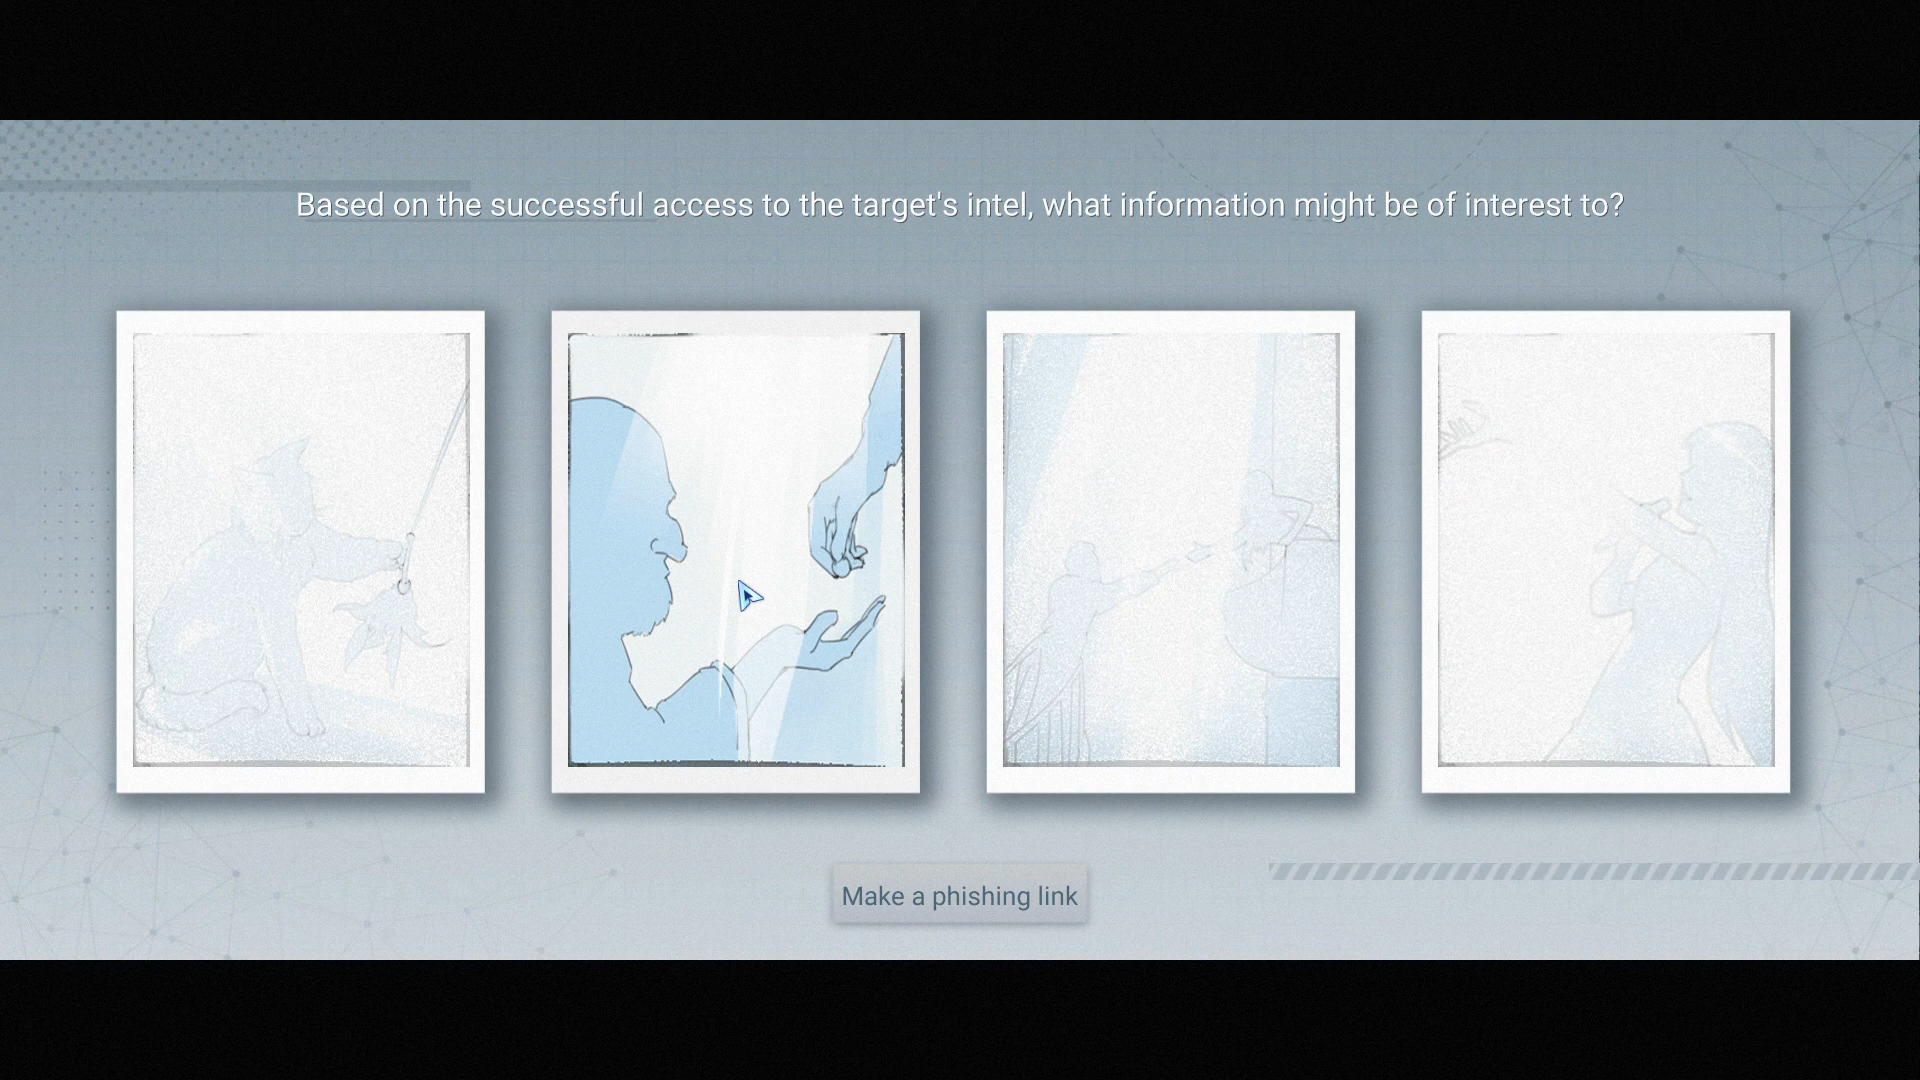 Based on the successful access to the target's intel, what information might be of interest to?
Make a phishing link